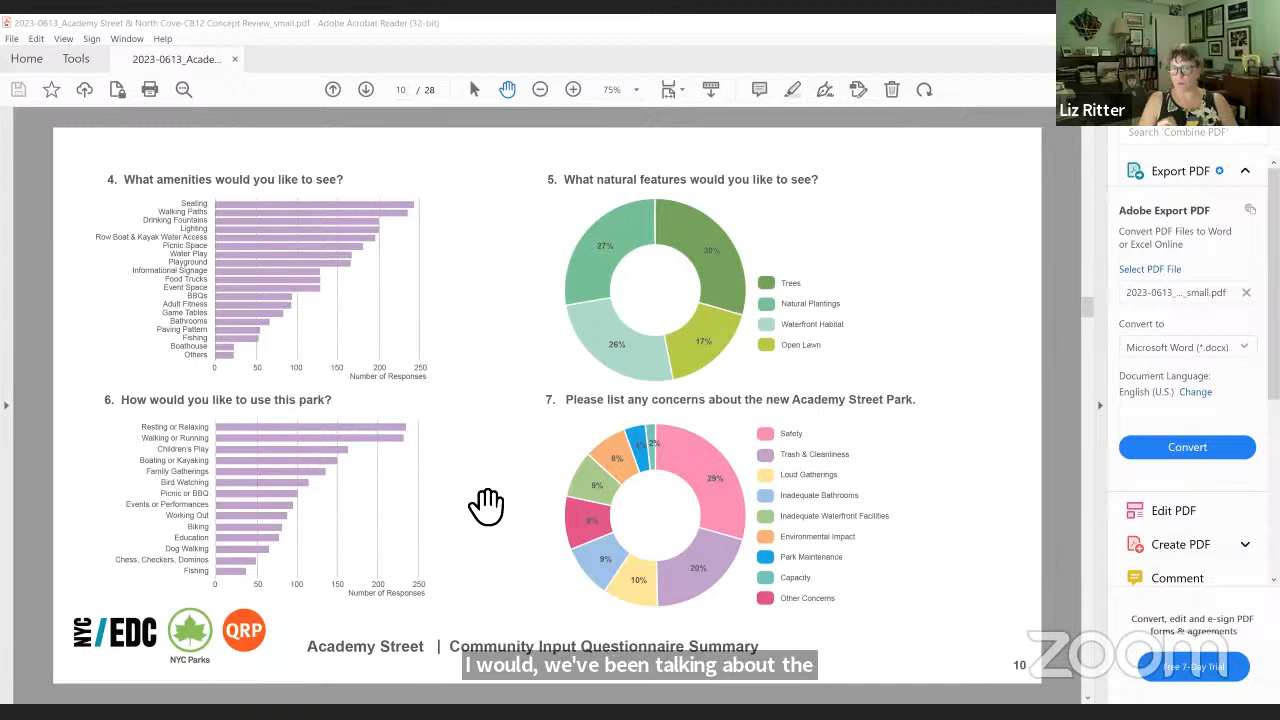 2023-0613_Academy Street & North Cove-CB12 Concept Review_small.pdf - Adobe Acrobat Reader (32-bit)
File Edit View Sign Window Help
Home Tools 2023-0613_Acade... ×
10 / 28 75%
Liz Ritter
Search 'Combine PDF'
Export PDF
Adobe Export PDF
Convert PDF Files to Word
or Excel Online
Select PDF File
2023-0613_..._small.pdf
Convert to
Microsoft Word (*.docx)
Document Language:
English (U.S.) Change
Convert
Edit PDF
Create PDF
Comment
Convert, edit and e-sign PDF
forms & agreements
Free 7-Day Trial
zoom
4. What amenities would you like to see?
Seating
Walking Paths
Drinking Fountains
Lighting
Row Boat & Kayak Water Access
Picnic Space
Water Play
Playground
Informational Signage
Food Trucks
Event Space
BBQs
Adult Fitness
Game Tables
Bathrooms
Paving Pattern
Fishing
Boathouse
Others
0 50 100 150 200 250
Number of Responses
5. What natural features would you like to see?
30%
17%
26%
27%
Trees
Natural Plantings
Waterfront Habitat
Open Lawn
6. How would you like to use this park?
Resting or Relaxing
Walking or Running
Children's Play
Boating or Kayaking
Family Gatherings
Bird Watching
Picnic or BBQ
Events or Performances
Working Out
Biking
Education
Dog Walking
Chess, Checkers, Dominos
Fishing
0 50 100 150 200 250
Number of Responses
7. Please list any concerns about the new Academy Street Park.
29%
20%
10%
9%
9%
9%
6%
4%
2%
Safety
Trash & Cleanliness
Loud Gatherings
Inadequate Bathrooms
Inadequate Waterfront Facilities
Environmental Impact
Park Maintenance
Capacity
Other Concerns
NYC/EDC
NYC Parks
QRP
Academy Street | Community Input Questionnaire Summary
10
I would, we've been talking about the